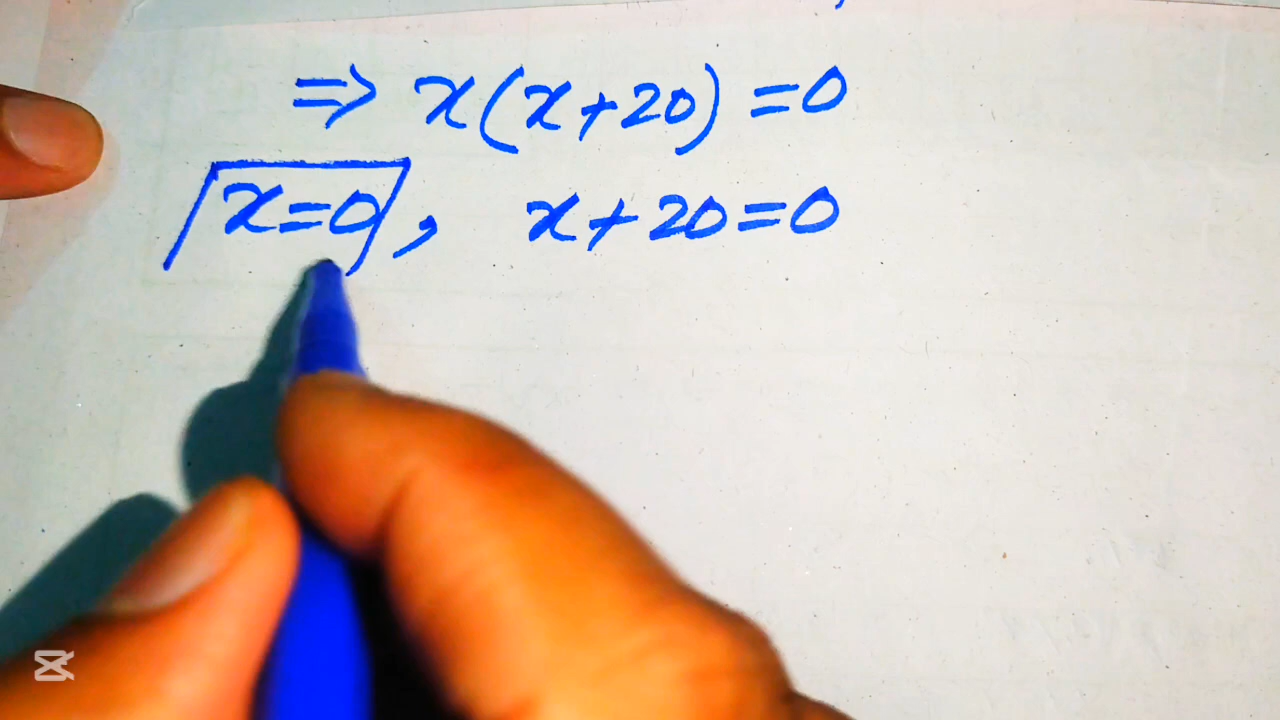 ⇒ x(x+20)=0
x=0, x+20=0